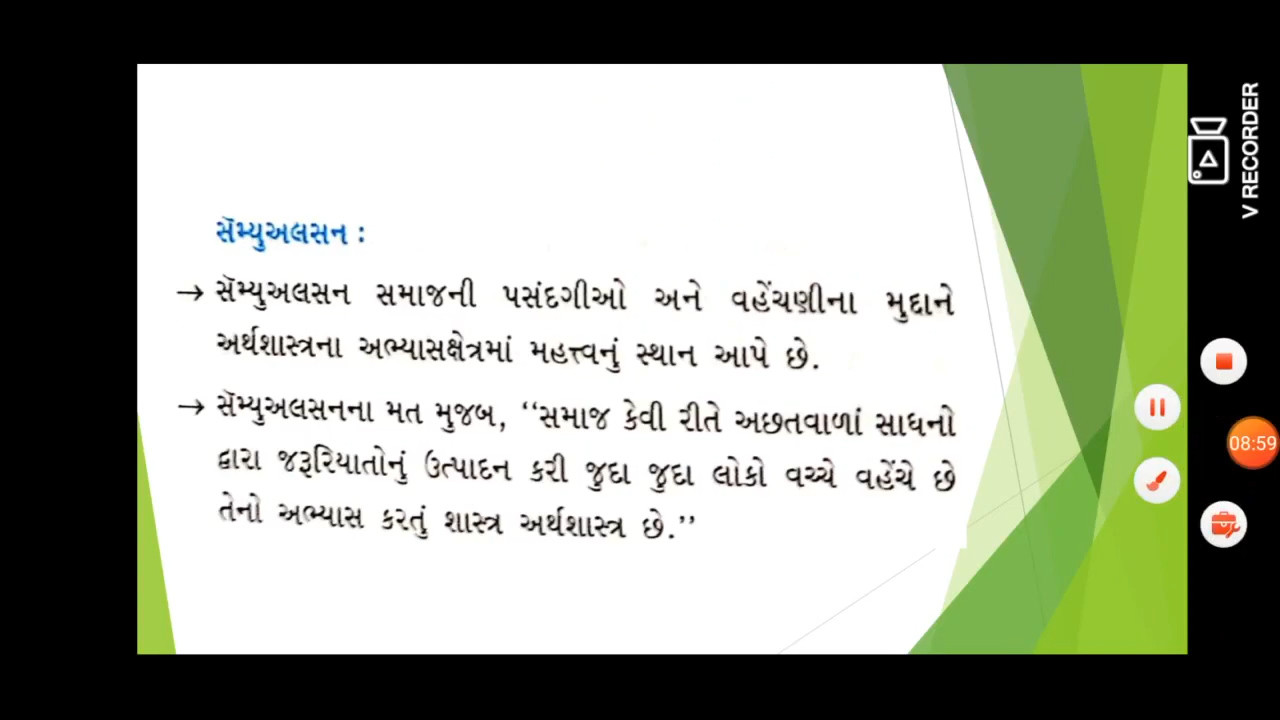 સૅમ્યુઅલસન :
→ સૅમ્યુઅલસન સમાજની પસંદગીઓ અને વહેંચણીના મુદ્દાને
અર્થશાસ્ત્રના અભ્યાસક્ષેત્રમાં મહત્ત્વનું સ્થાન આપે છે.
→ સૅમ્યુઅલસનના મત મુજબ, ‘‘સમાજ કેવી રીતે અછતવાળાં સાધનો
દ્વારા જરૂરિયાતોનું ઉત્પાદન કરી જુદા જુદા લોકો વચ્ચે વહેંચે છે
તેનો અભ્યાસ કરતું શાસ્ત્ર અર્થશાસ્ત્ર છે.’’
V RECORDER
08:59